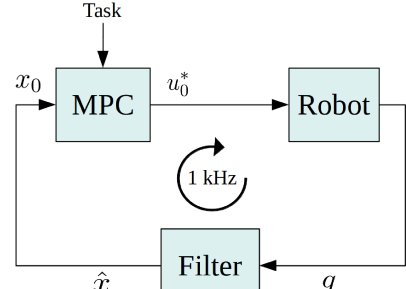 Task
x₀
MPC
u₀*
Robot
1 kHz
Filter
x̂
q